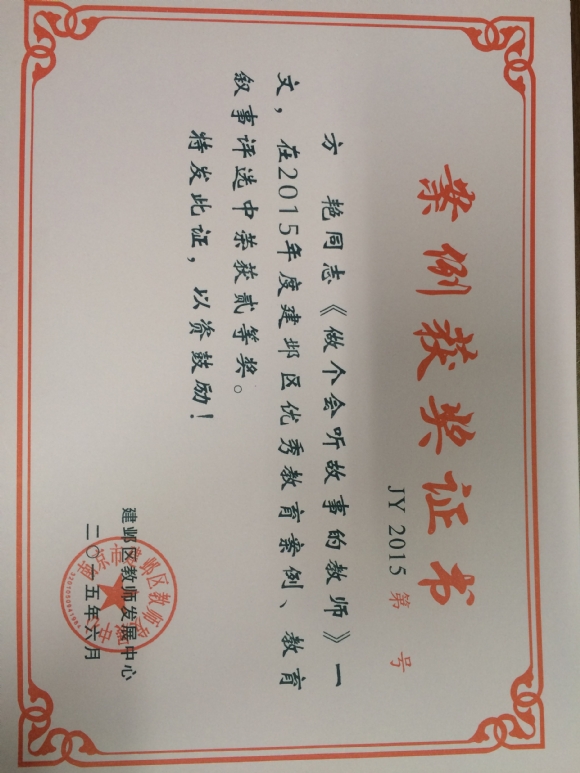 案例获奖证书
JY 2015 第 号
方 艳同志《做个会听故事的教师》一
文，在2015年度建邺区优秀教育案例、教育
叙事评选中荣获贰等奖。
特发此证，以资鼓励！
建邺区教师发展中心
二〇一五年六月